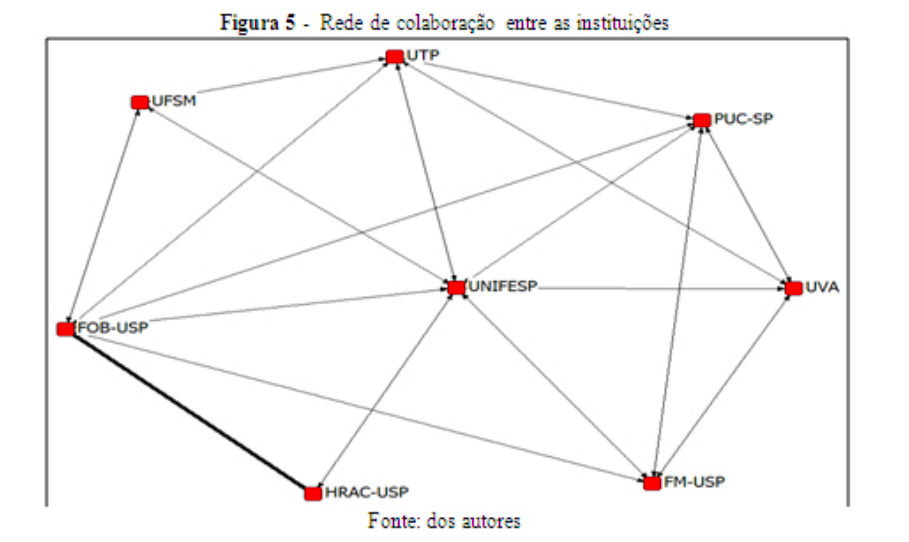 Figura 5 - Rede de colaboração entre as instituições
UTP
UFSM
PUC-SP
UNIFESP
UVA
FOB-USP
FM-USP
HRAC-USP
Fonte: dos autores